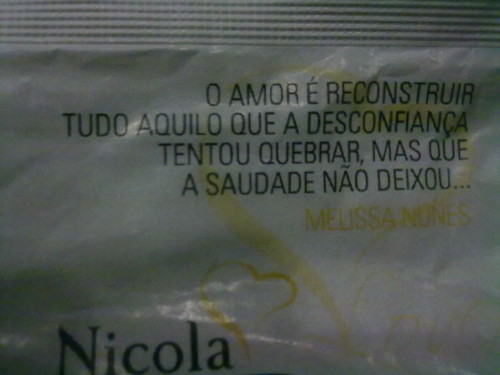 O AMOR É RECONSTRUIR
TUDO AQUILO QUE A DESCONFIANÇA
TENTOU QUEBRAR, MAS QUE
A SAUDADE NÃO DEIXOU...
MELISSA NUNES
Nicola